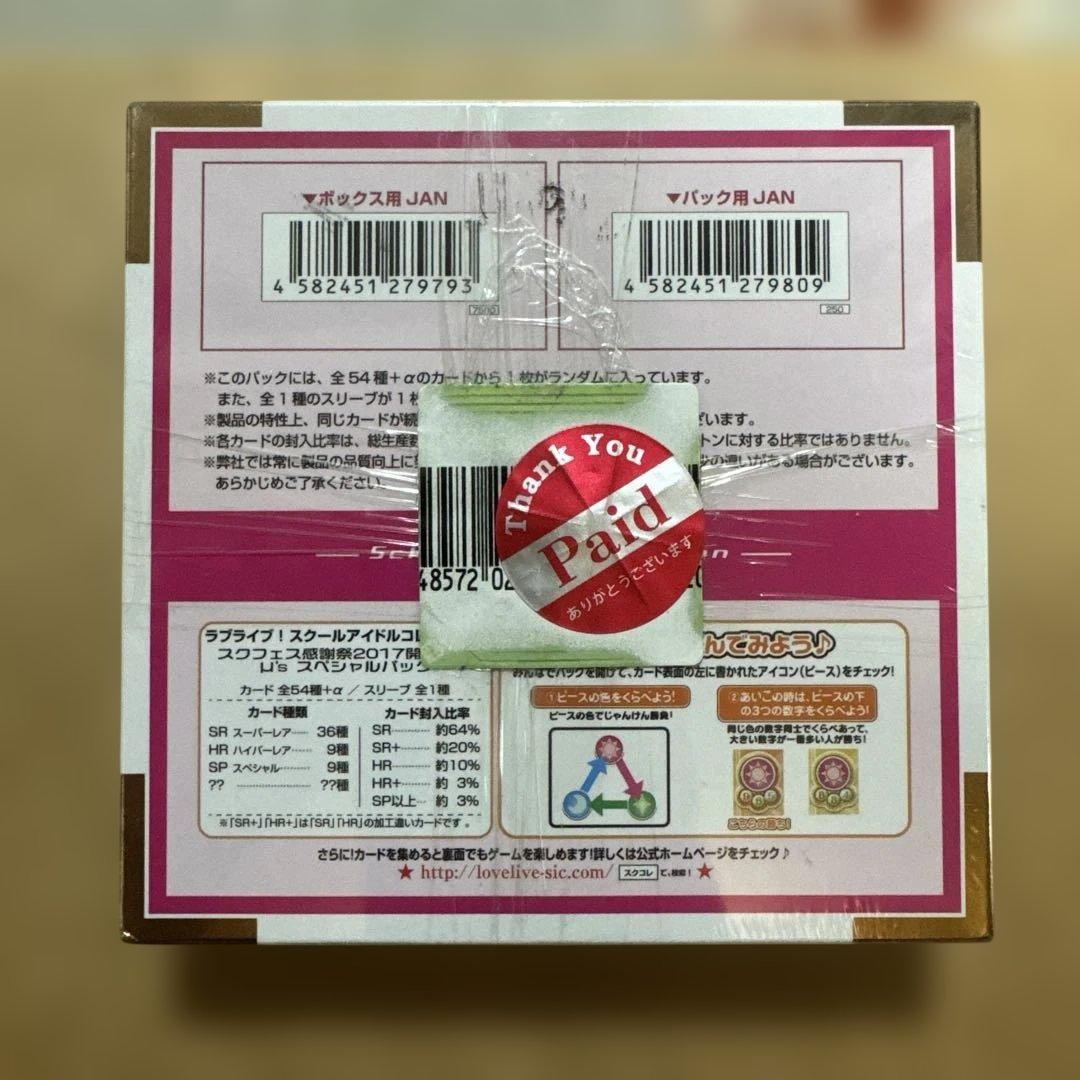 ▼ボックス用 JAN
4 582451 279793
7500
▼パック用 JAN
4 582451 279809
250
※このパックには、全54種+αのカードから1枚がランダムに入っています。
また、全1種のスリーブが1枚
※製品の特性上、同じカードが続 ざいます。
※各カードの封入比率は、総生産数 トンに対する比率ではありません。
※弊社では常に製品の品質向上に 少の違いがある場合がございます。
あらかじめご了承ください。
Thank You
Paid
ありがとうございます
48572 02
ラブライブ!スクールアイドルコレ
スクフェス感謝祭2017開
μ's スペシャルパック
カード 全54種+α / スリーブ 全1種
カード種類
SR スーパーレア 36種
HR ハイパーレア 9種
SP スペシャル 9種
?? ??種
カード封入比率
SR 約64%
SR+ 約20%
HR 約10%
HR+ 約 3%
SP以上 約 3%
※「SR+」「HR+」は「SR」「HR」の加工違いカードです。
んでみよう♪
みんなでパックを開けて、カード表面の左に書かれたアイコン(ピース)をチェック!
①ピースの色をくらべよう!
ピースの色でじゃんけん勝負!
②あいこの時は、ピースの下の3つの数字をくらべよう!
同じ色の数字同士でくらべあって、
大きい数字が一番多い人が勝ち!
こちらの勝ち!
さらに!カードを集めると裏面でもゲームを楽しめます!詳しくは公式ホームページをチェック♪
★ http://lovelive-sic.com/ スクコレ で、検索! ★